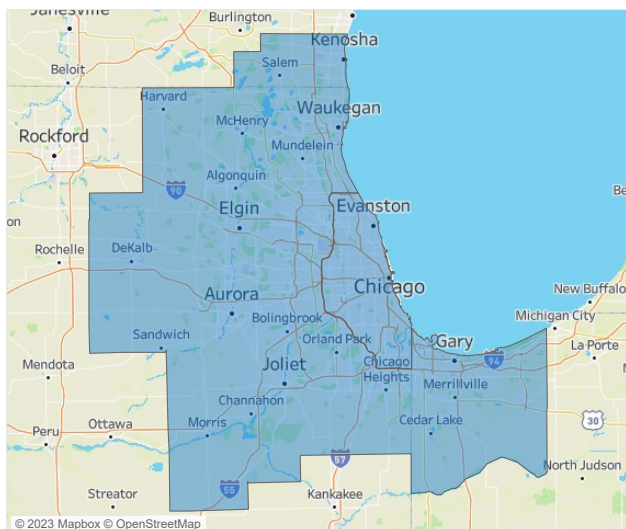 Janesville
Burlington
Kenosha
Beloit
Salem
Harvard
Waukegan
McHenry
Rockford
Mundelein
90
Algonquin
Elgin
Evanston
Rochelle
DeKalb
Chicago
New Buffalo
Aurora
Bolingbrook
Michigan City
Sandwich
Orland Park
Gary
La Porte
Mendota
Joliet
Chicago
Heights
94
Merrillville
Channahon
Morris
Cedar Lake
30
Ottawa
Peru
57
North Judson
Streator
55
Kankakee
© 2023 Mapbox © OpenStreetMap